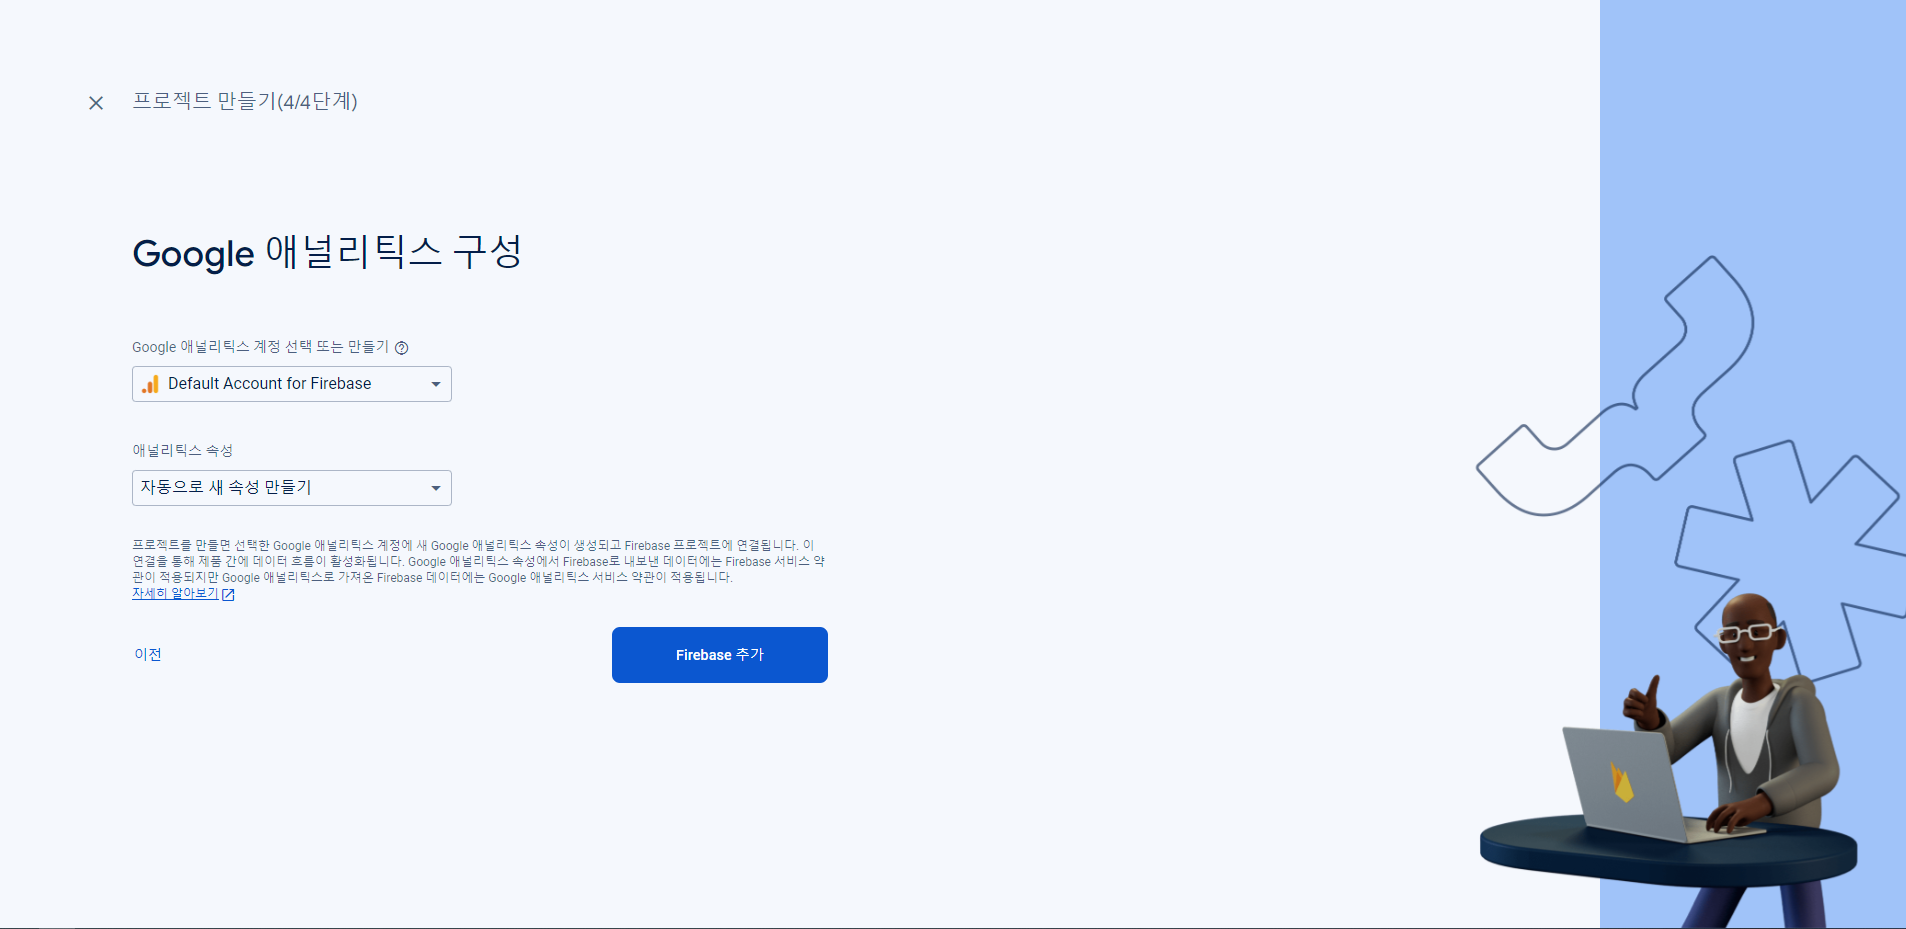 프로젝트 만들기(4/4단계)
Google 애널리틱스 구성
Google 애널리틱스 계정 선택 또는 만들기
Default Account for Firebase
애널리틱스 속성
자동으로 새 속성 만들기
프로젝트를 만들면 선택한 Google 애널리틱스 계정에 새 Google 애널리틱스 속성이 생성되고 Firebase 프로젝트에 연결됩니다. 이
연결을 통해 제품 간에 데이터 흐름이 활성화됩니다. Google 애널리틱스 속성에서 Firebase로 내보낸 데이터에는 Firebase 서비스 약
관이 적용되지만 Google 애널리틱스로 가져온 Firebase 데이터에는 Google 애널리틱스 서비스 약관이 적용됩니다.
자세히 알아보기
이전
Firebase 추가